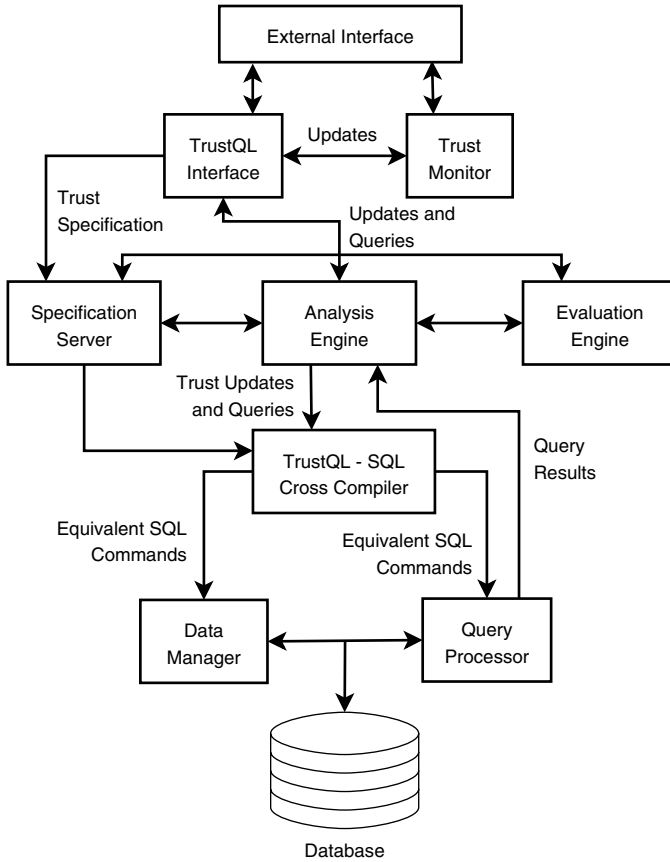 External Interface
TrustQL
Interface
Updates
Trust
Monitor
Trust
Specification
Updates and
Queries
Specification
Server
Analysis
Engine
Evaluation
Engine
Trust Updates
and Queries
Query
Results
TrustQL - SQL
Cross Compiler
Equivalent SQL
Commands
Equivalent SQL
Commands
Data
Manager
Query
Processor
Database